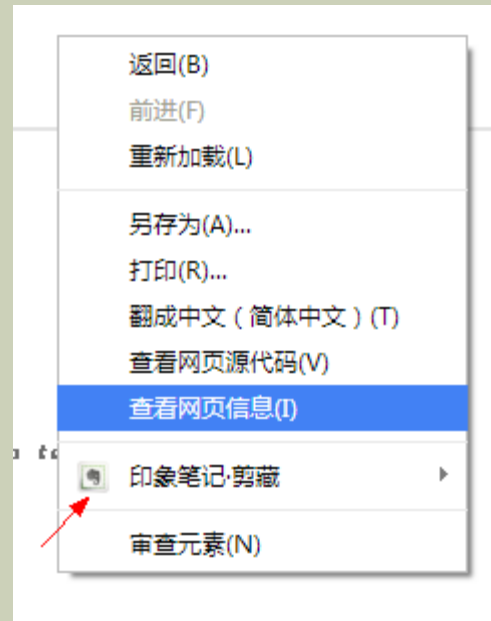 返回(B)
前进(F)
重新加载(L)
另存为(A)...
打印(R)...
翻成中文（简体中文）(T)
查看网页源代码(V)
查看网页信息(I)
印象笔记·剪藏
审查元素(N)